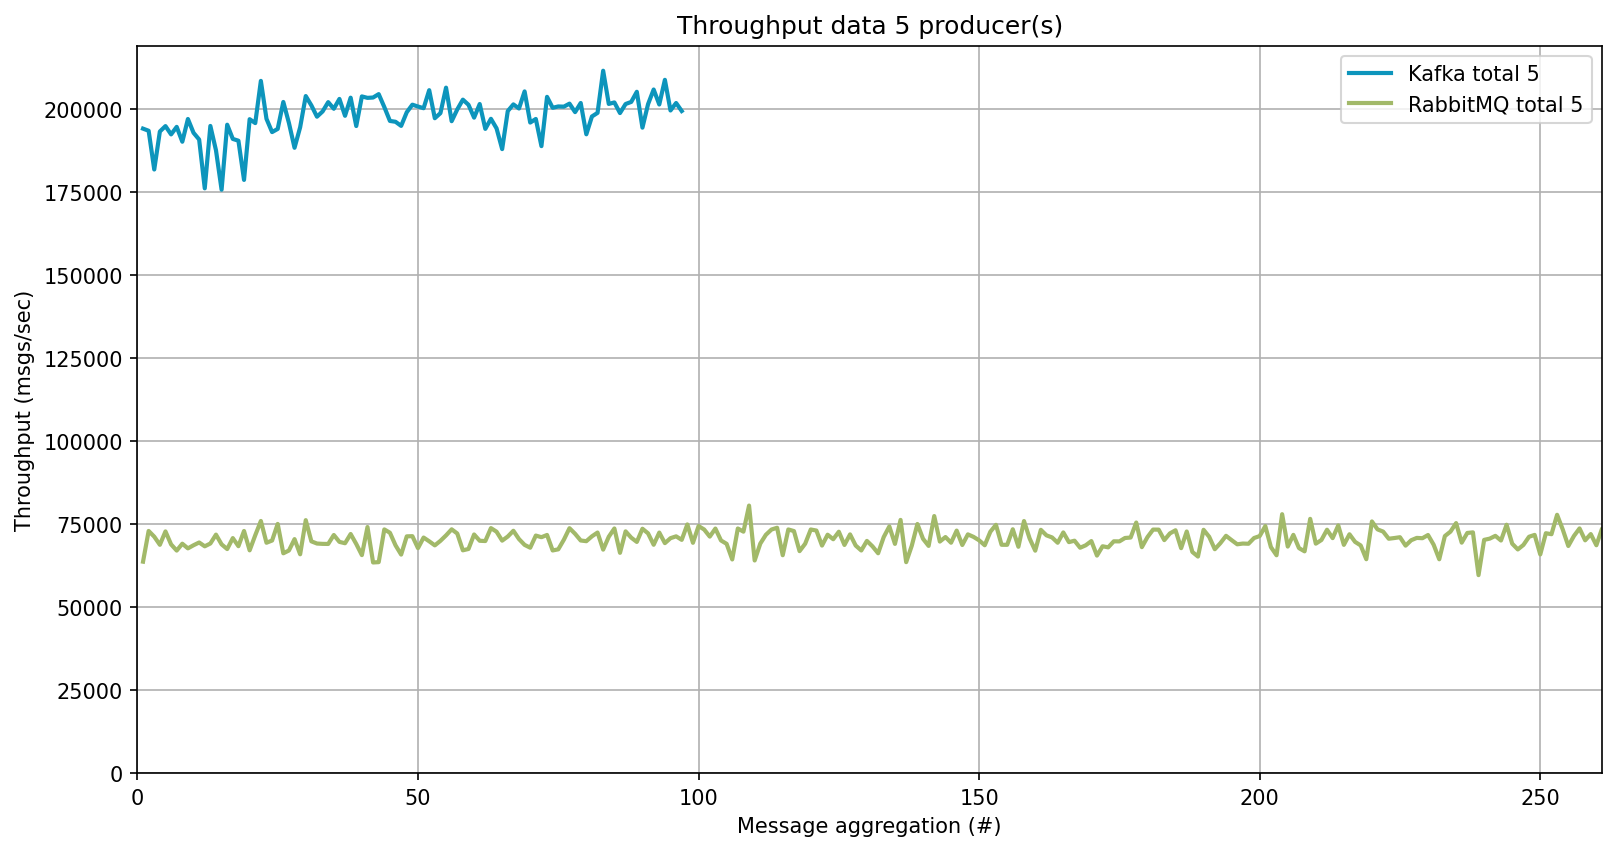 Throughput data 5 producer(s)
Kafka total 5
RabbitMQ total 5
Throughput (msgs/sec)
200000
175000
150000
125000
100000
75000
50000
25000
0
0 50 100 150 200 250
Message aggregation (#)